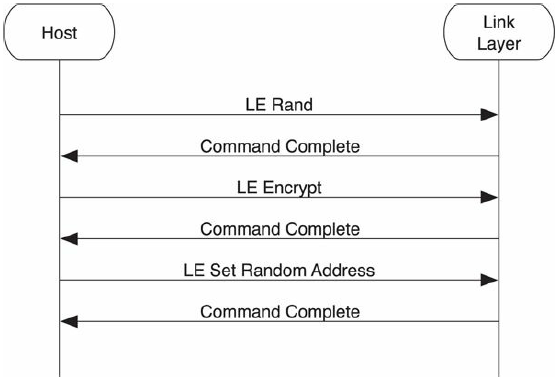 Host
Link
Layer
LE Rand
Command Complete
LE Encrypt
Command Complete
LE Set Random Address
Command Complete